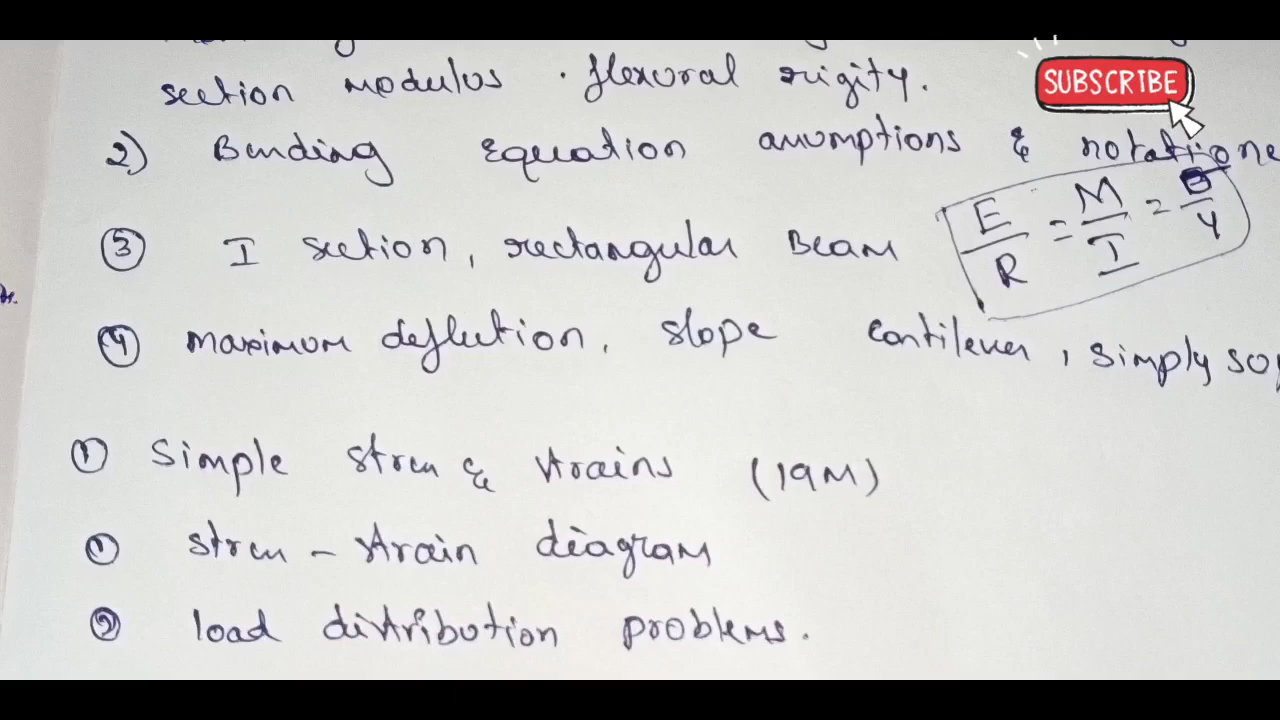 section modulus . flexural rigity.
SUBSCRIBE
2) Bending Equation assumptions & notations
E/R = M/I = σ/Y
③ I section, rectangular Beam
④ maximum deflection, slope cantilever, simply
① Simple stress & strains (19M)
① stress - strain diagram
② load distribution problems.